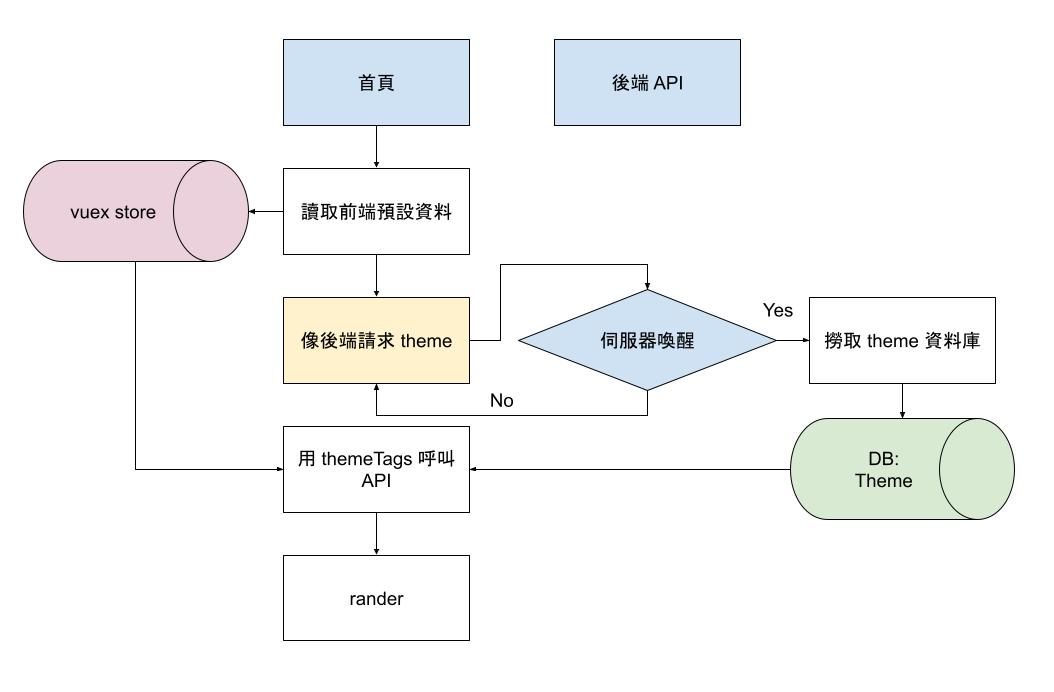 首頁
後端 API
vuex store
讀取前端預設資料
像後端請求 theme
伺服器喚醒
Yes
撈取 theme 資料庫
No
用 themeTags 呼叫
API
DB:
Theme
rander